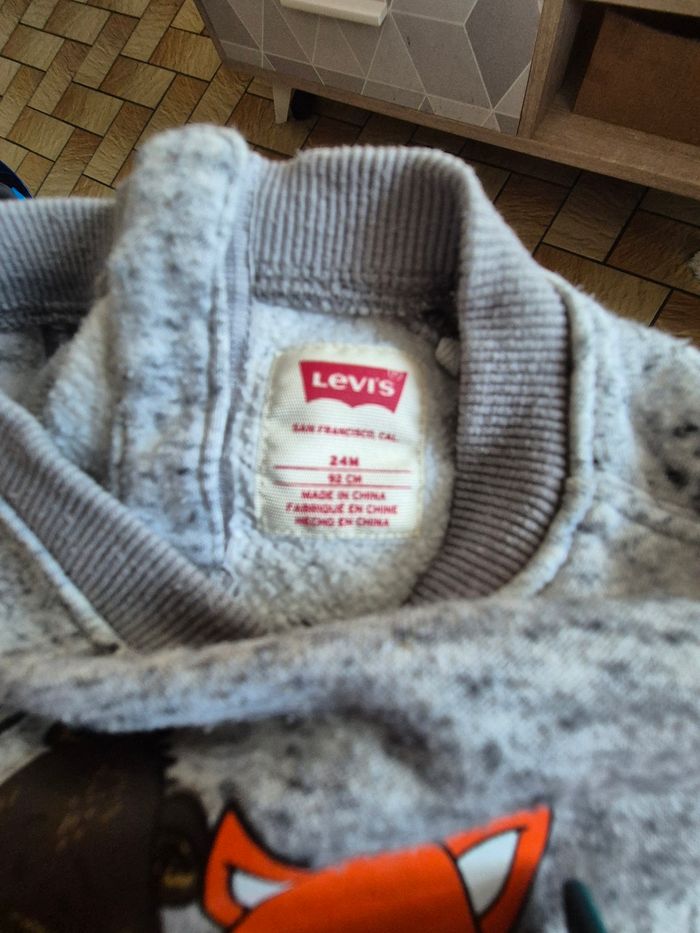 LEVI'S
SAN FRANCISCO, CAL.
24M
92 CM
MADE IN CHINA
FABRIQUÉ EN CHINE
HECHO EN CHINA